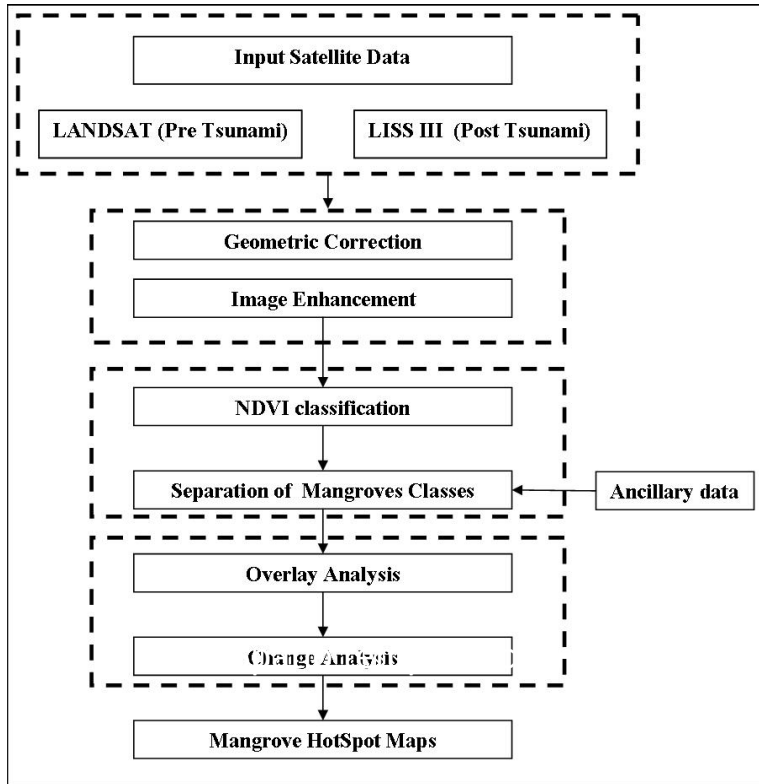 Input Satellite Data
LANDSAT (Pre Tsunami)
LISS III (Post Tsunami)
Geometric Correction
Image Enhancement
NDVI classification
Separation of Mangroves Classes
Ancillary data
Overlay Analysis
Change Analysis
Mangrove HotSpot Maps